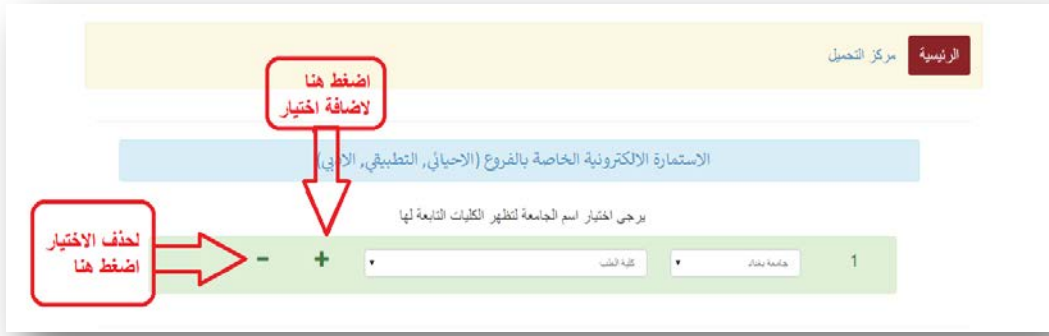 الرئيسية مركز التحميل
اضغط هنا
لاضافة اختيار
الاستمارة الالكترونية الخاصة بالفروع (الاحيائي, التطبيقي, الادبي)
يرجى اختيار اسم الجامعة لتظهر الكليات التابعة لها
1 جامعة بغداد كلية الطب + -
لحذف الاختيار
اضغط هنا